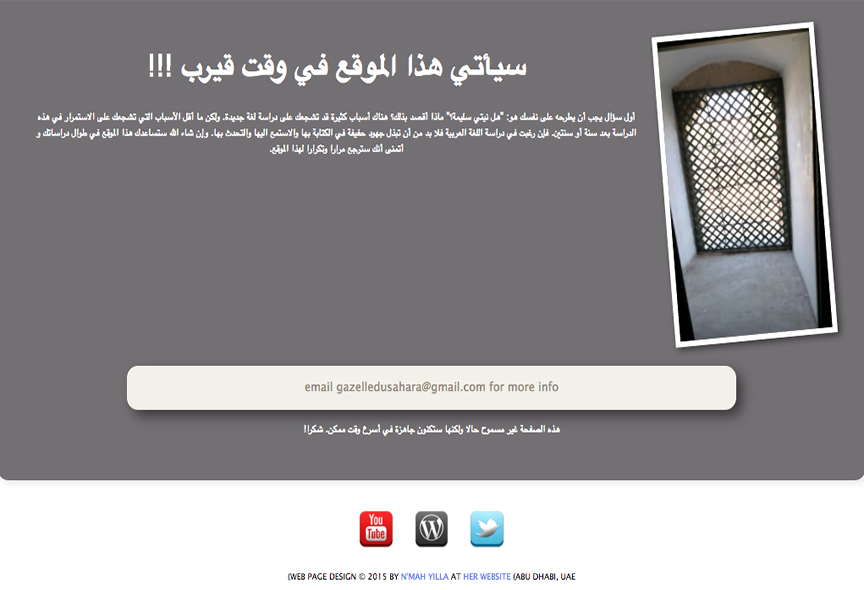 سيأتي هذا الموقع في وقت قيرب !!!
أول سؤال يجب أن يطرحه على نفسك هو: "هل نيتي سليمة؟" ماذا أقصد بذلك؟ هناك أسباب كثيرة قد تشجعك على دراسة لغة جديدة. ولكن ما أقل الأسباب التي تشجعك على الاستمرار في هذه
الدراسة بعد سنة أو سنتين. فإن رغبت في دراسة اللغة العربية فلا بد من أن تبذل جهود حفيفة في الكتابة بها والاستمع اليها والتحدث بها. وإن شاء الله ستساعدك هذا الموقع في طوال دراساتك و
أتمنى أنك سترجع مرارا وتكرارا لهذا الموقع.
email gazelledusahara@gmail.com for more info
هذه الصفحة غير مسموح حالا ولكنها ستكنون جاهزة في أسرع وقت ممكن. شكرا!
You
Tube
W
(WEB PAGE DESIGN © 2015 BY N'MAH YILLA AT HER WEBSITE (ABU DHABI, UAE